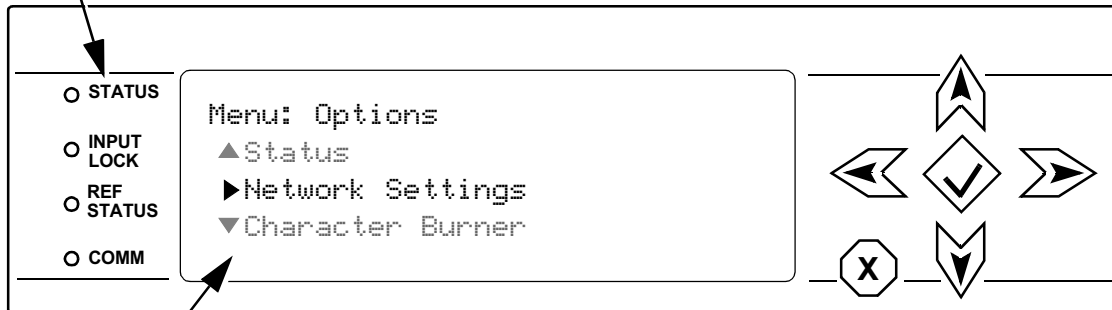 STATUS
INPUT
LOCK
REF
STATUS
COMM
Menu: Options
▲Status
▶Network Settings
▼Character Burner
X